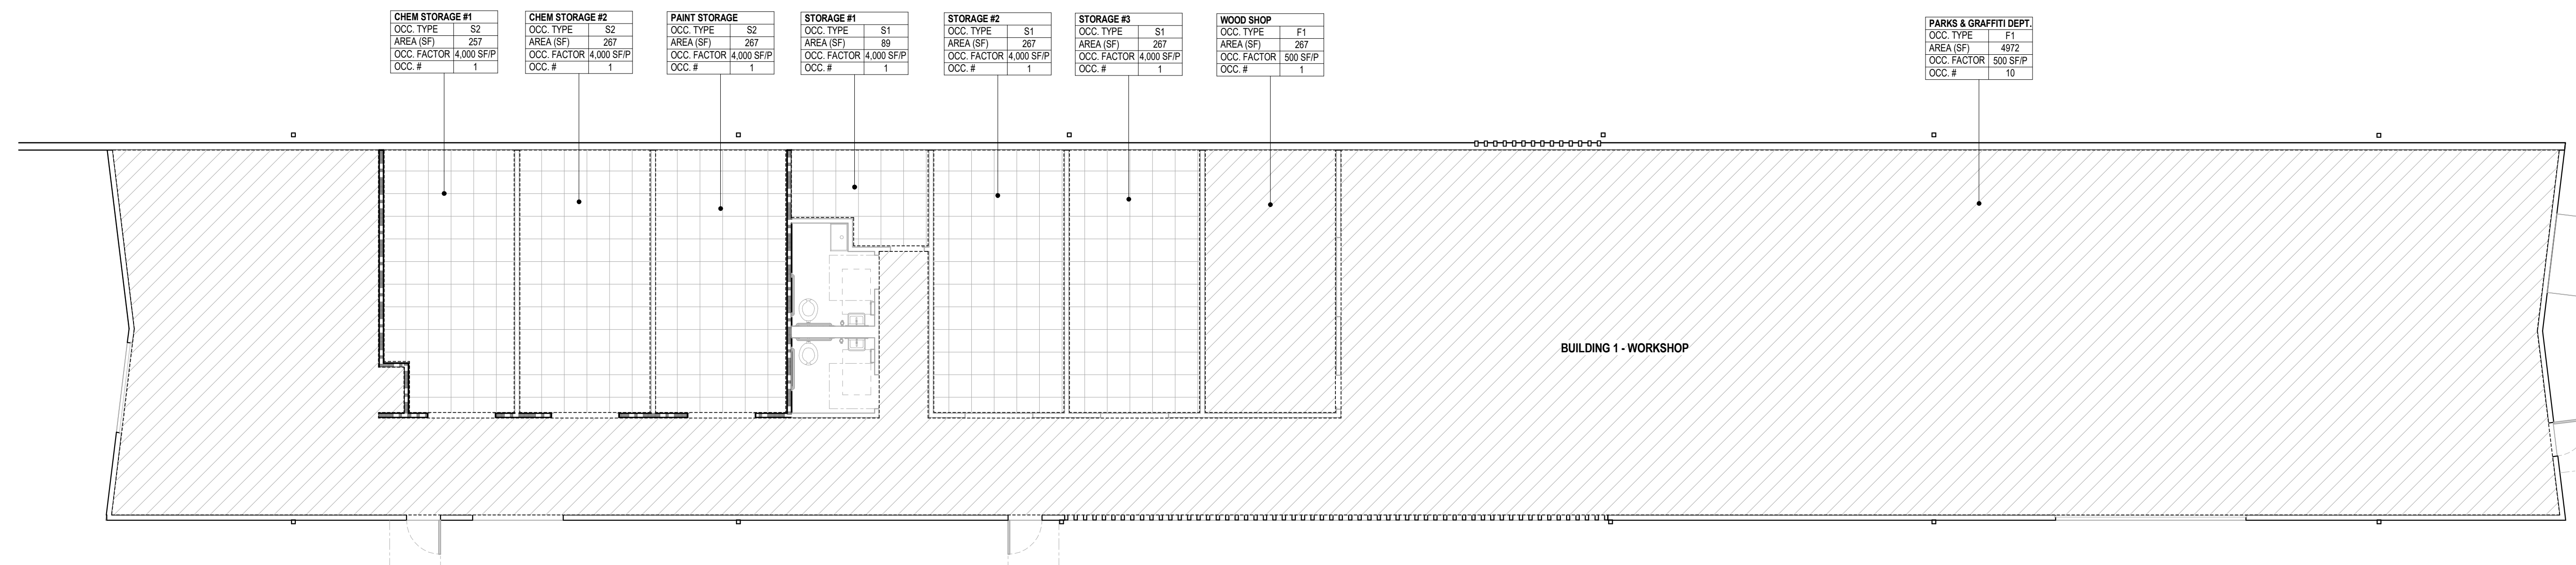 CHEM STORAGE #1
OCC. TYPE S2
AREA (SF) 257
OCC. FACTOR 4,000 SF/P
OCC. # 1
CHEM STORAGE #2
OCC. TYPE S2
AREA (SF) 267
OCC. FACTOR 4,000 SF/P
OCC. # 1
PAINT STORAGE
OCC. TYPE S2
AREA (SF) 267
OCC. FACTOR 4,000 SF/P
OCC. # 1
STORAGE #1
OCC. TYPE S1
AREA (SF) 89
OCC. FACTOR 4,000 SF/P
OCC. # 1
STORAGE #2
OCC. TYPE S1
AREA (SF) 267
OCC. FACTOR 4,000 SF/P
OCC. # 1
STORAGE #3
OCC. TYPE S1
AREA (SF) 267
OCC. FACTOR 4,000 SF/P
OCC. # 1
WOOD SHOP
OCC. TYPE F1
AREA (SF) 267
OCC. FACTOR 500 SF/P
OCC. # 1
PARKS & GRAFFITI DEPT.
OCC. TYPE F1
AREA (SF) 4972
OCC. FACTOR 500 SF/P
OCC. # 10
BUILDING 1 - WORKSHOP